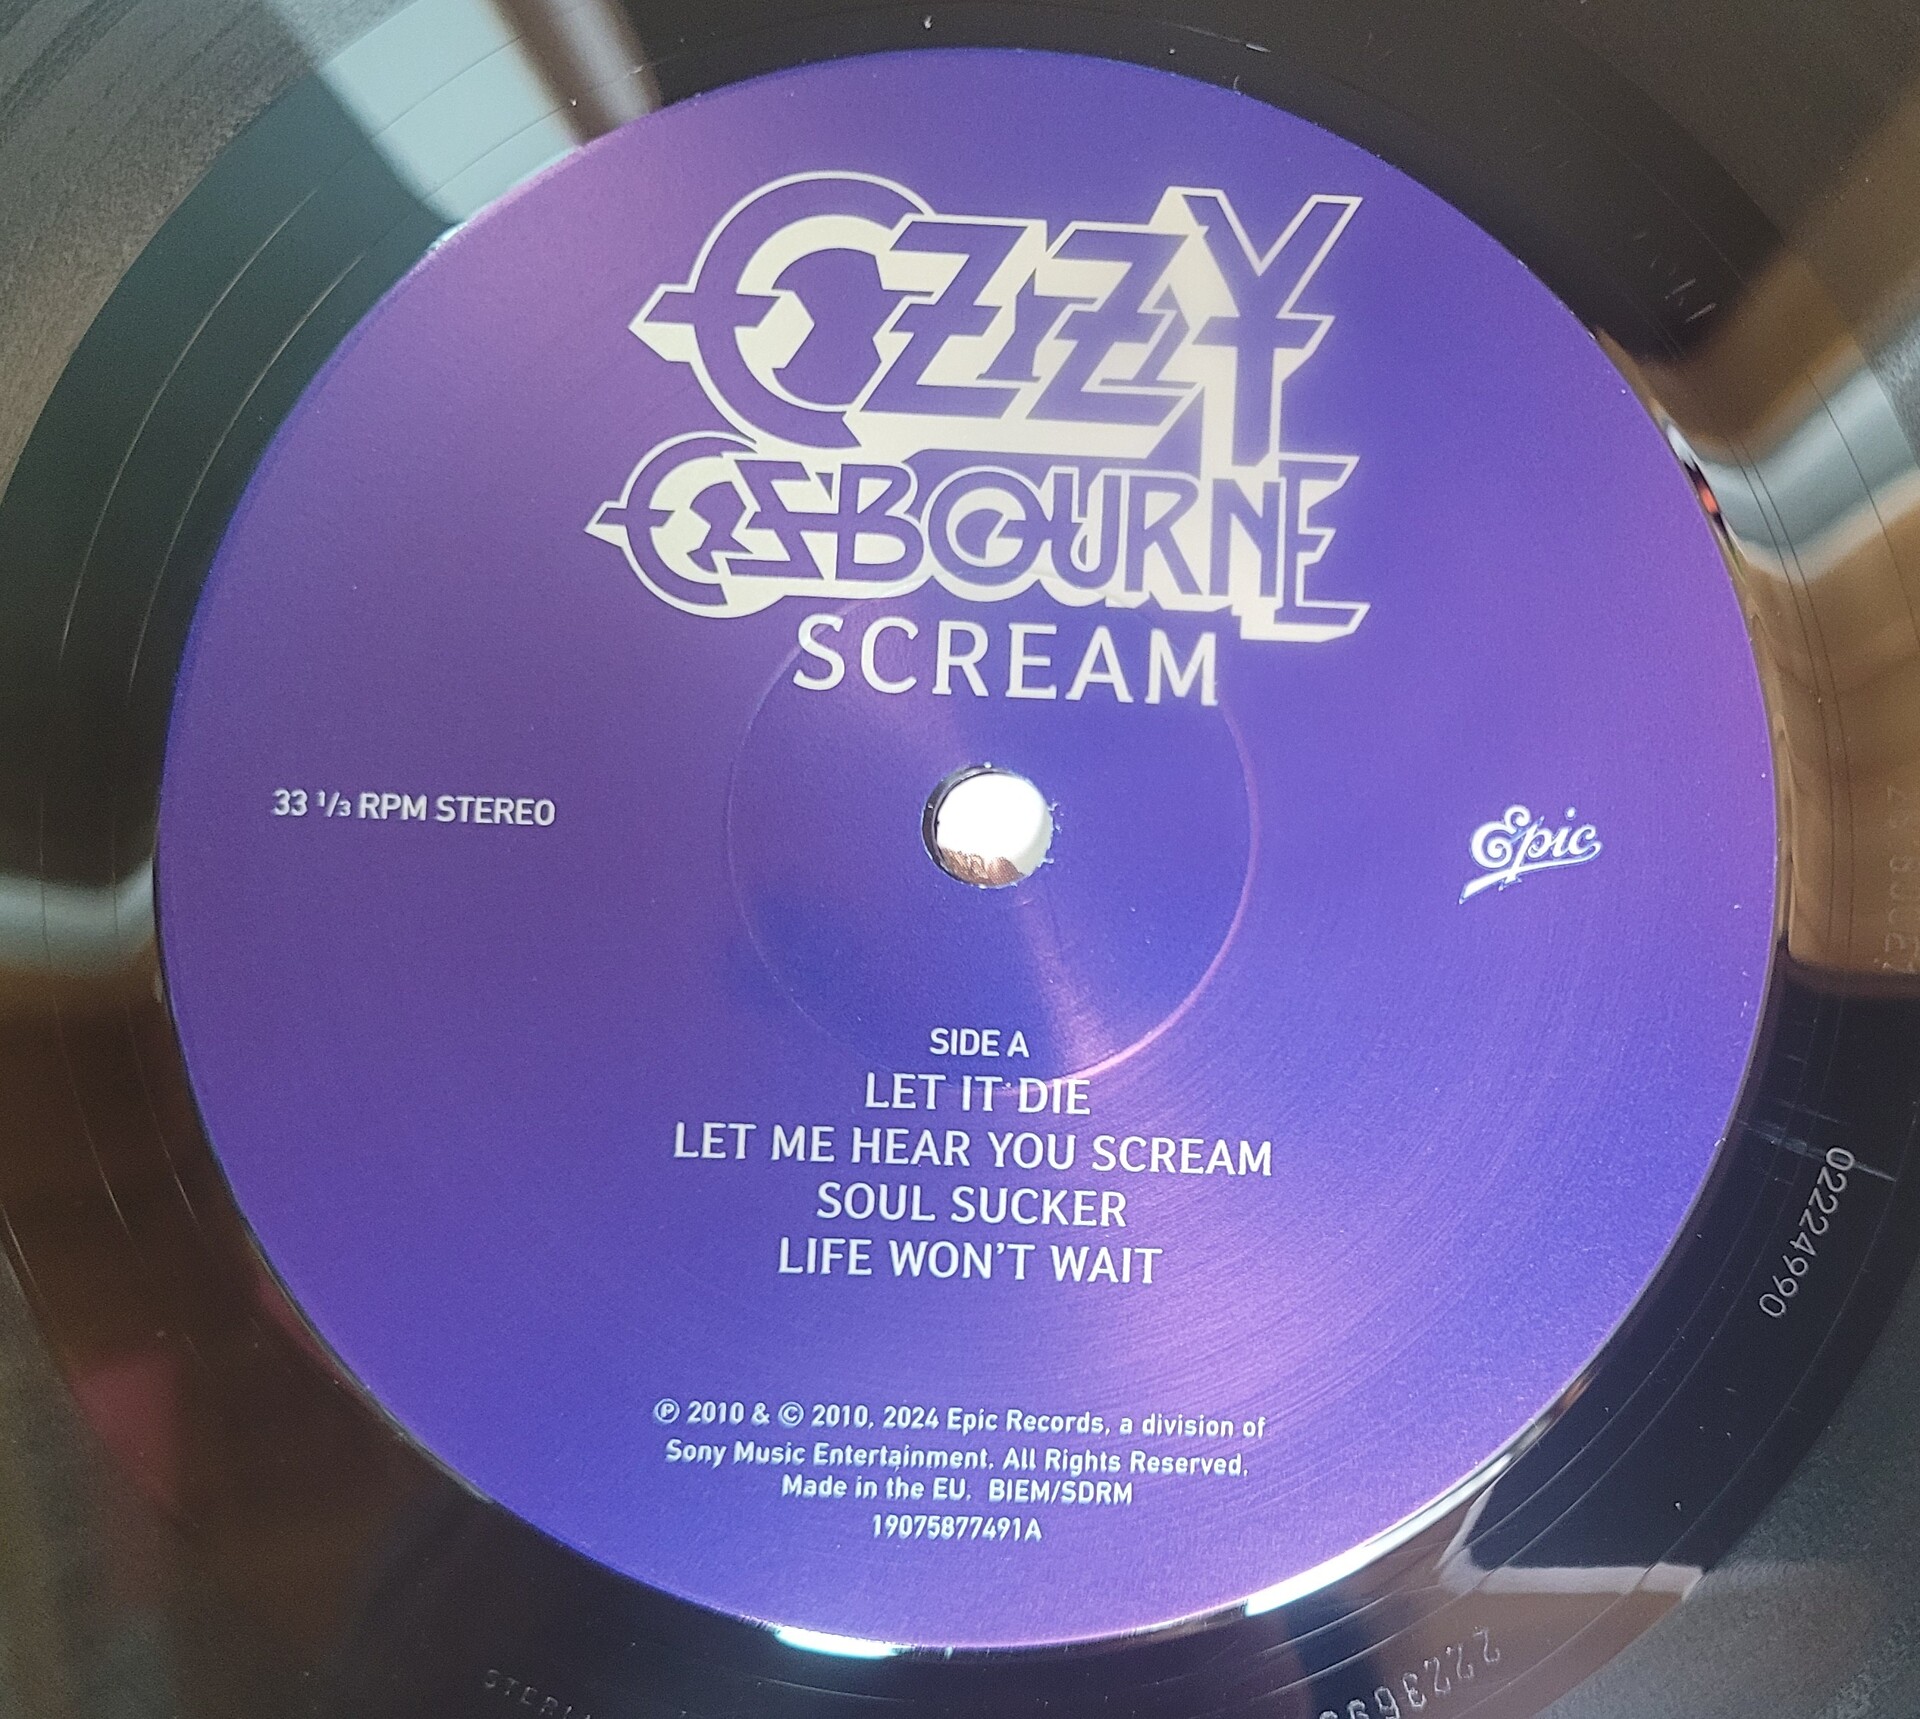 OZZY
OSBOURNE
SCREAM
33 ⅓ RPM STEREO
Epic
SIDE A
LET IT DIE
LET ME HEAR YOU SCREAM
SOUL SUCKER
LIFE WON'T WAIT
℗ 2010 & © 2010, 2024 Epic Records, a division of
Sony Music Entertainment. All Rights Reserved.
Made in the EU. BIEM/SDRM
19075877491A
022249990